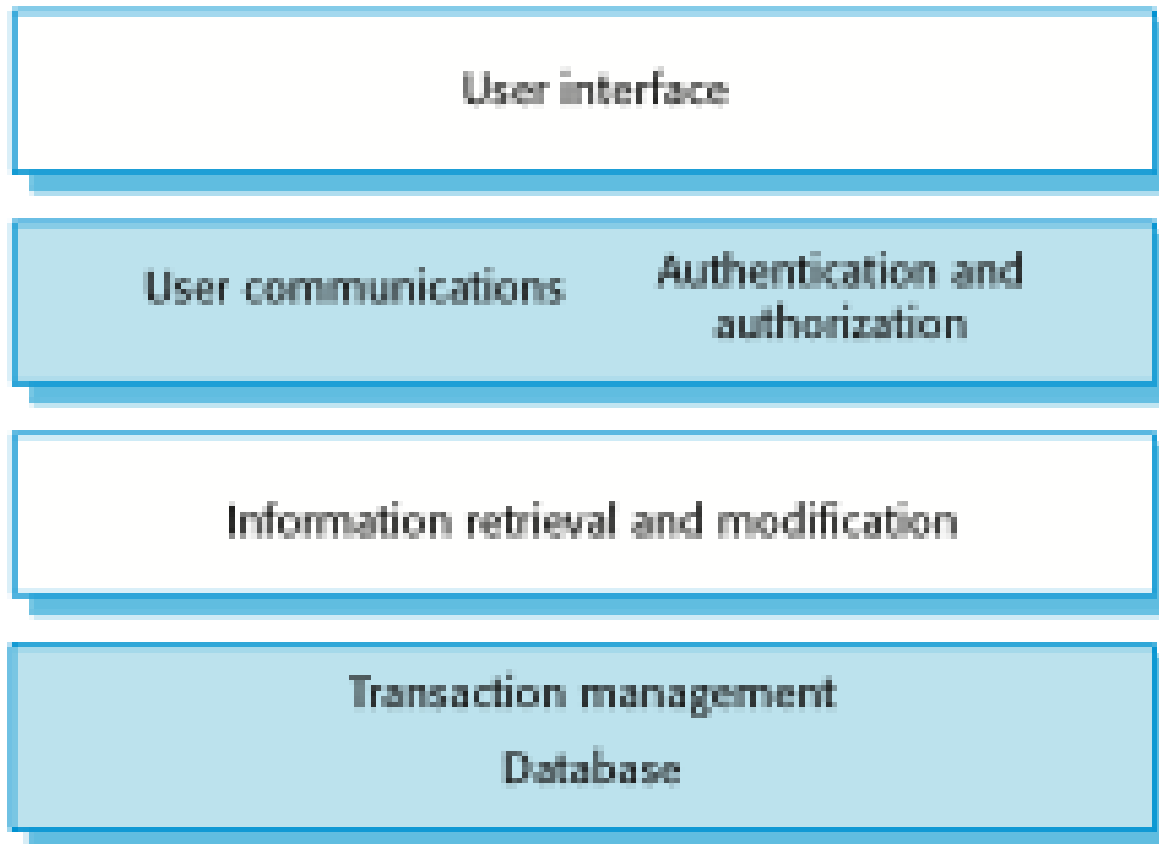 User interface
User communications
Authentication and
authorization
Information retrieval and modification
Transaction management
Database